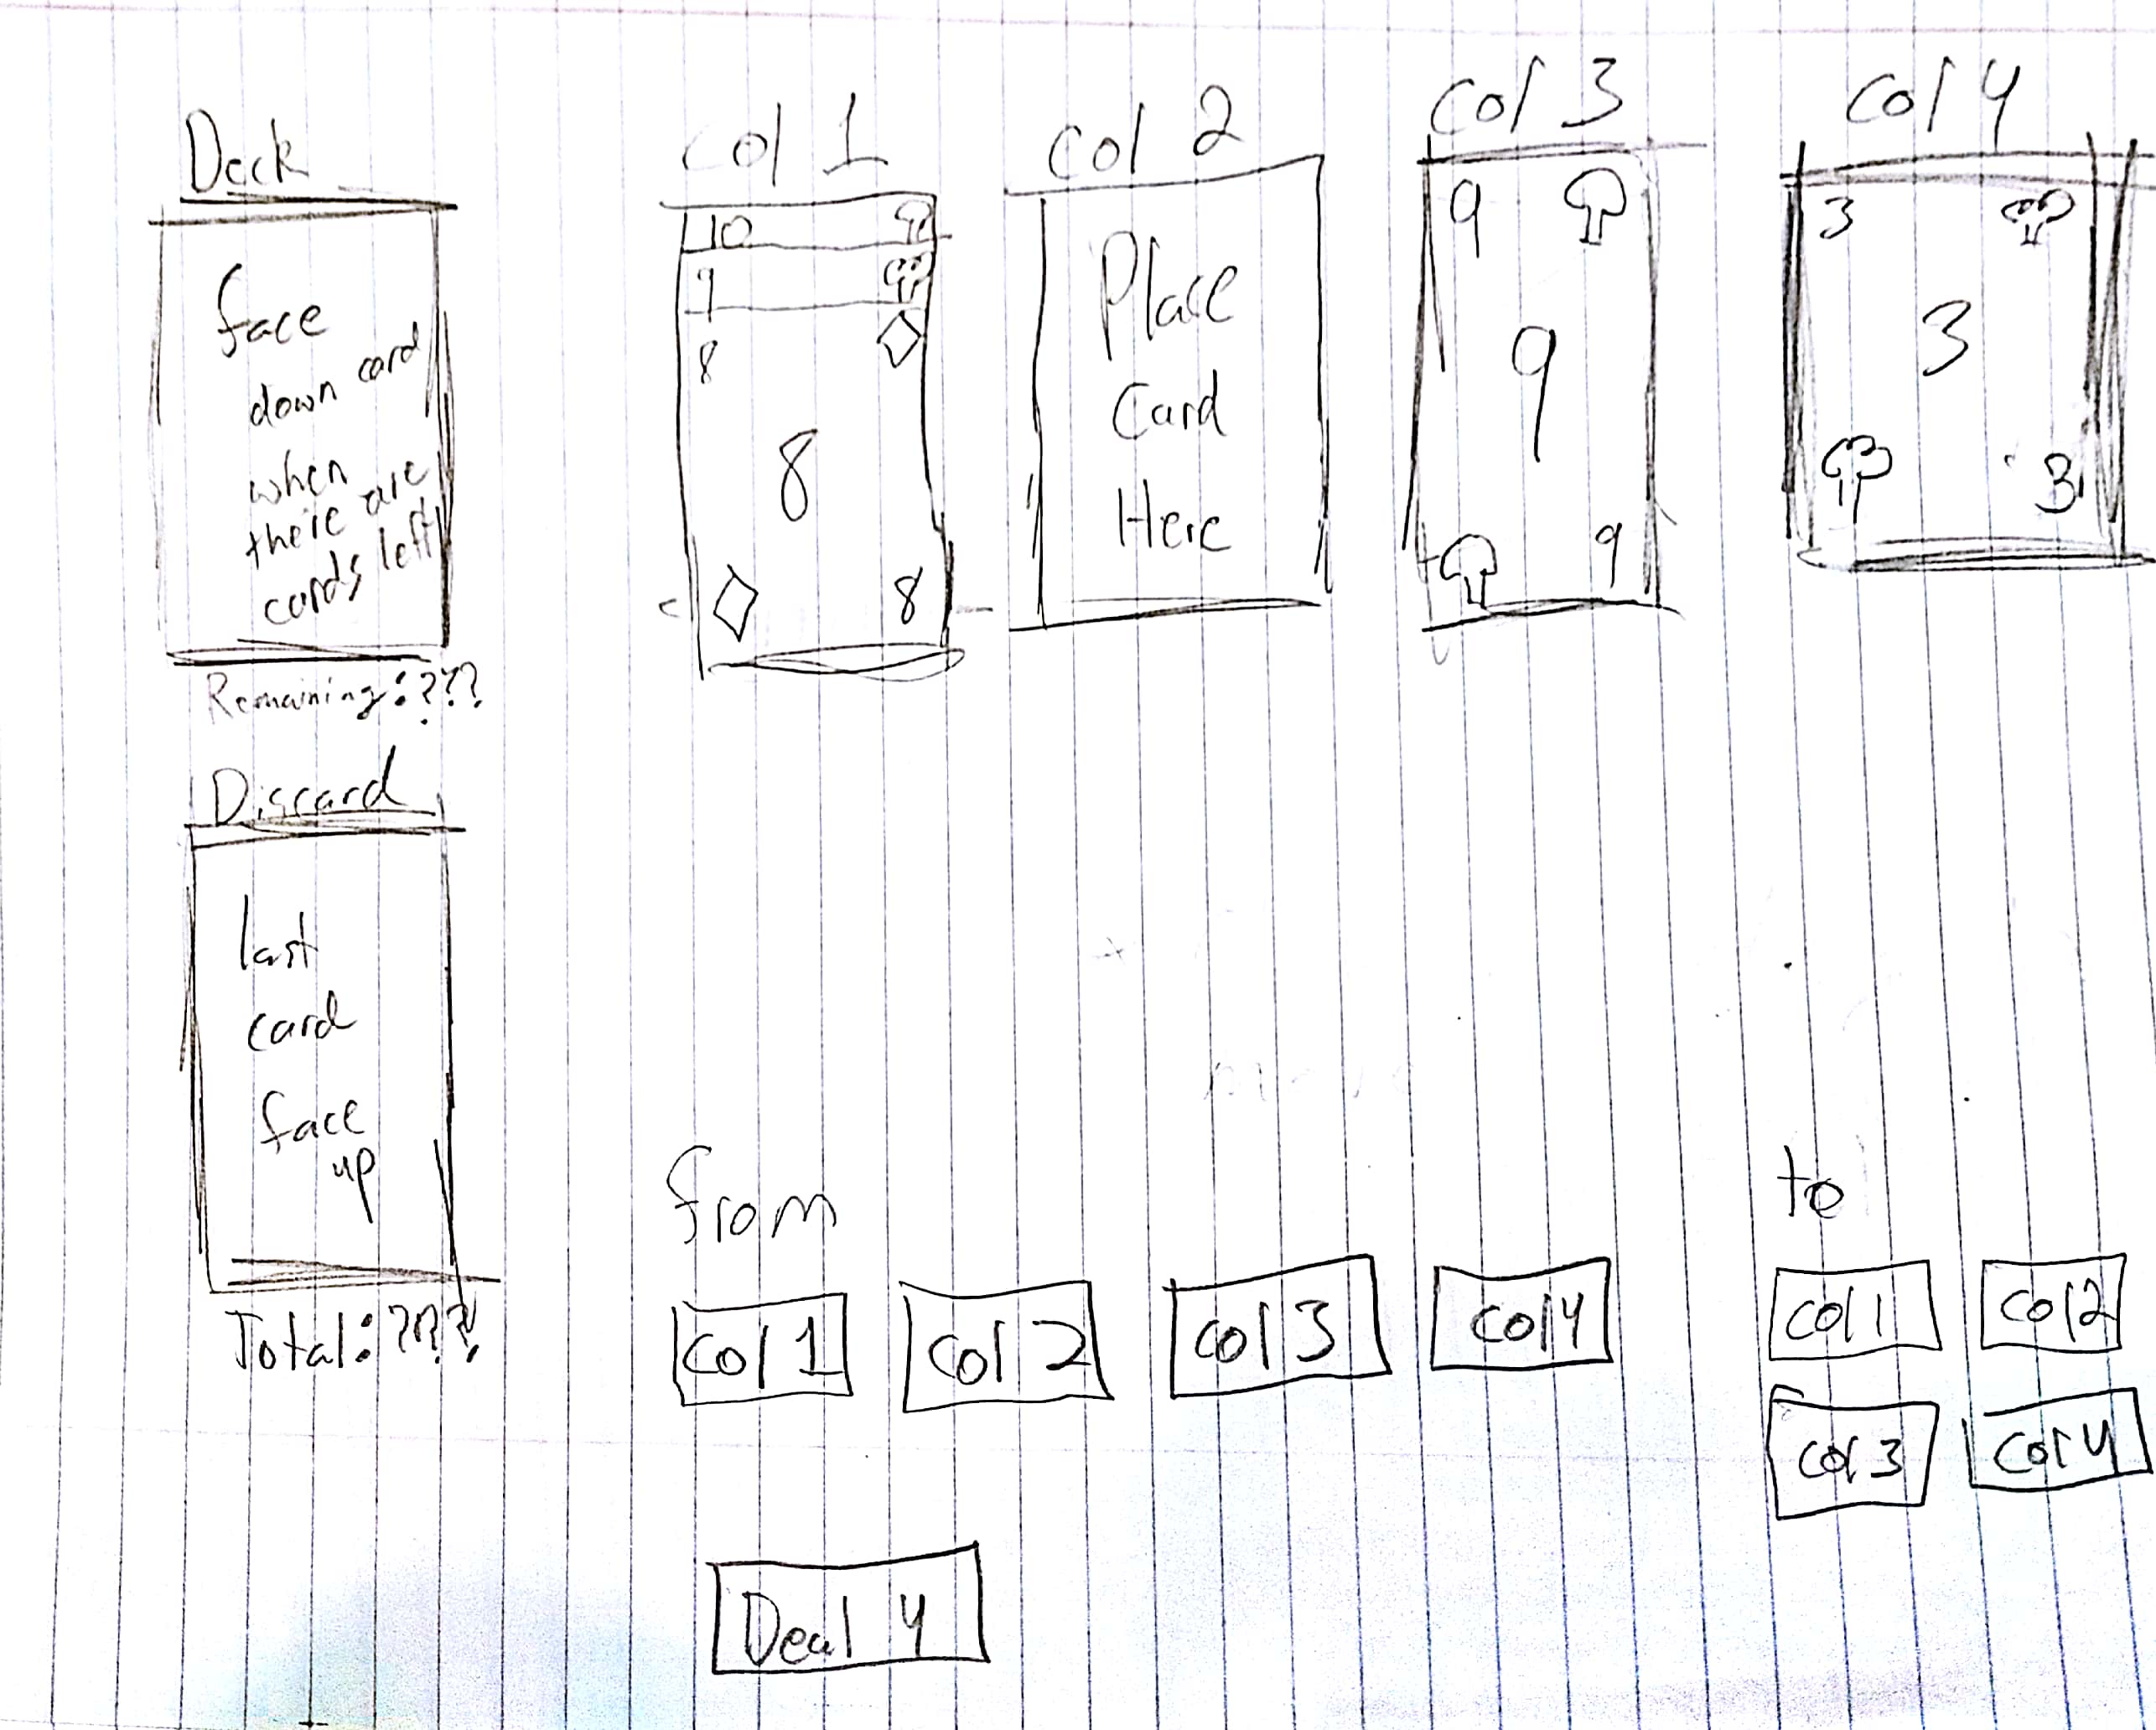 Deck
face
down card
when
there are
cards left
Remaining: ???
Discard
last
card
face
up
Total: ???
Col 1
10
9
8
8
8
Col 2
Place
Card
Here
Col 3
9
9
9
Col 4
3
3
3
from
Col 1
Col 2
Col 3
Col 4
to
Col 1
Col 2
Col 3
Col 4
Deal 4